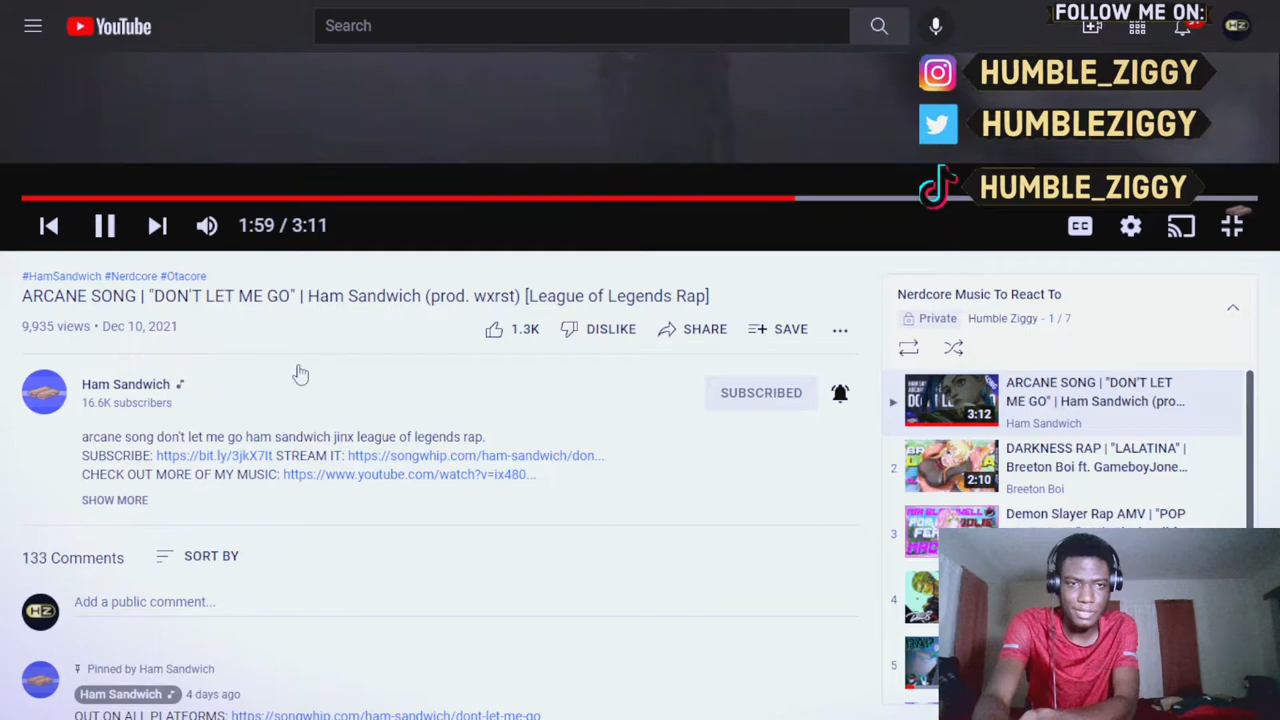 YouTube
Search
FOLLOW ME ON:
HUMBLE_ZIGGY
HUMBLEZIGGY
HUMBLE_ZIGGY
1:59 / 3:11
CC
#HamSandwich #Nerdcore #Otacore
ARCANE SONG | "DON'T LET ME GO" | Ham Sandwich (prod. wxrst) [League of Legends Rap]
9,935 views • Dec 10, 2021
1.3K DISLIKE SHARE SAVE ...
Ham Sandwich
16.6K subscribers
SUBSCRIBED
arcane song don't let me go ham sandwich jinx league of legends rap.
SUBSCRIBE: https://bit.ly/3jkX7It STREAM IT: https://songwhip.com/ham-sandwich/don...
CHECK OUT MORE OF MY MUSIC: https://www.youtube.com/watch?v=ix480...
SHOW MORE
133 Comments SORT BY
HZ
Add a public comment...
Pinned by Ham Sandwich
Ham Sandwich 4 days ago
OUT ON ALL PLATFORMS: https://songwhip.com/ham-sandwich/dont-let-me-go
Nerdcore Music To React To
Private Humble Ziggy - 1 / 7
ARCANE SONG | "DON'T LET
ME GO" | Ham Sandwich (pro...
Ham Sandwich
3:12
2
DARKNESS RAP | "LALATINA" |
Breeton Boi ft. GameboyJone...
Breeton Boi
2:10
3
Demon Slayer Rap AMV | "POP
4
5